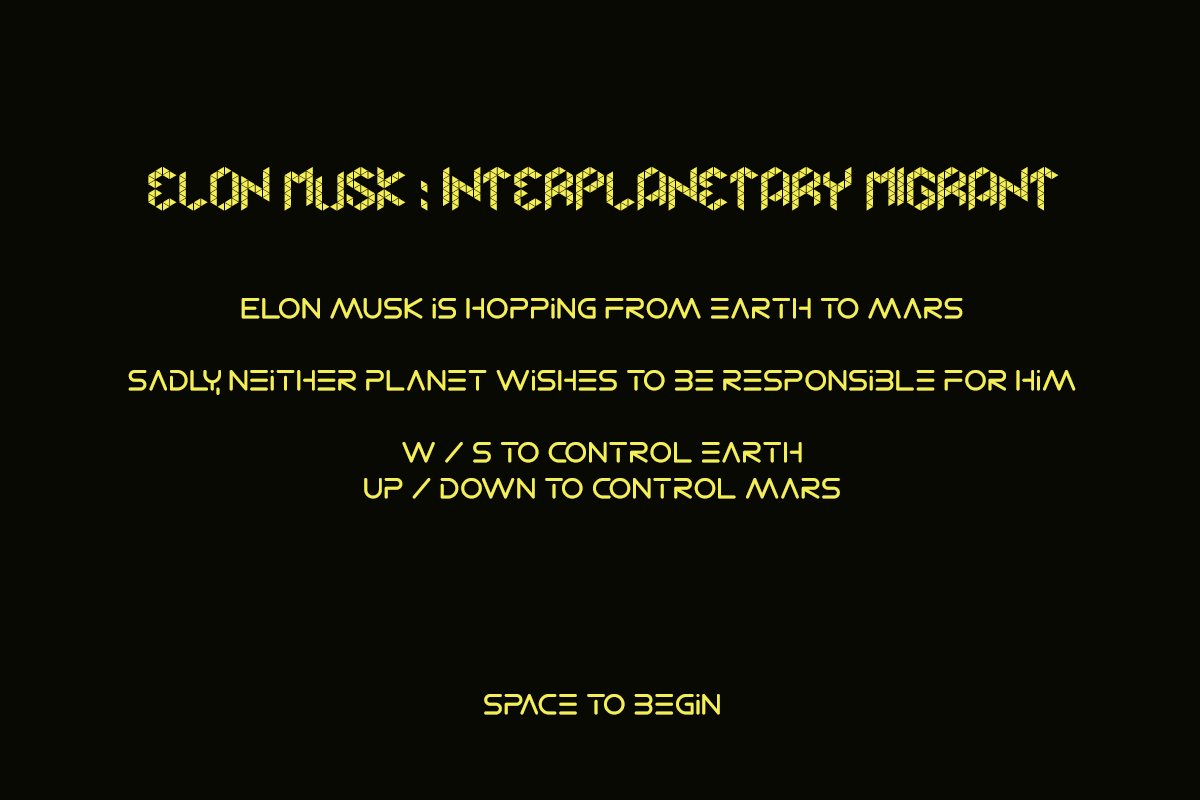 ELON MUSK : INTERPLANETARY MIGRANT
ELON MUSK iS HOPPiNG FROM EARTH TO MARS
SADLY, NEiTHER PLANET WiSHES TO BE RESPONSiBLE FOR HiM
W / S TO CONTROL EARTH
UP / DOWN TO CONTROL MARS
SPACE TO BEGiN